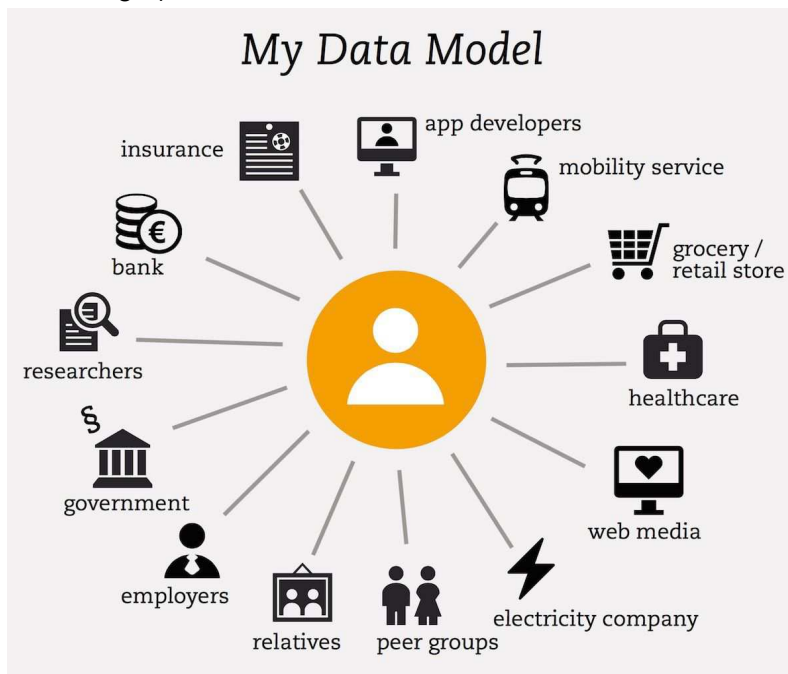 My Data Model
app developers
insurance
mobility service
grocery /
retail store
€
bank
researchers
healthcare
§
government
web media
employers
electricity company
relatives
peer groups